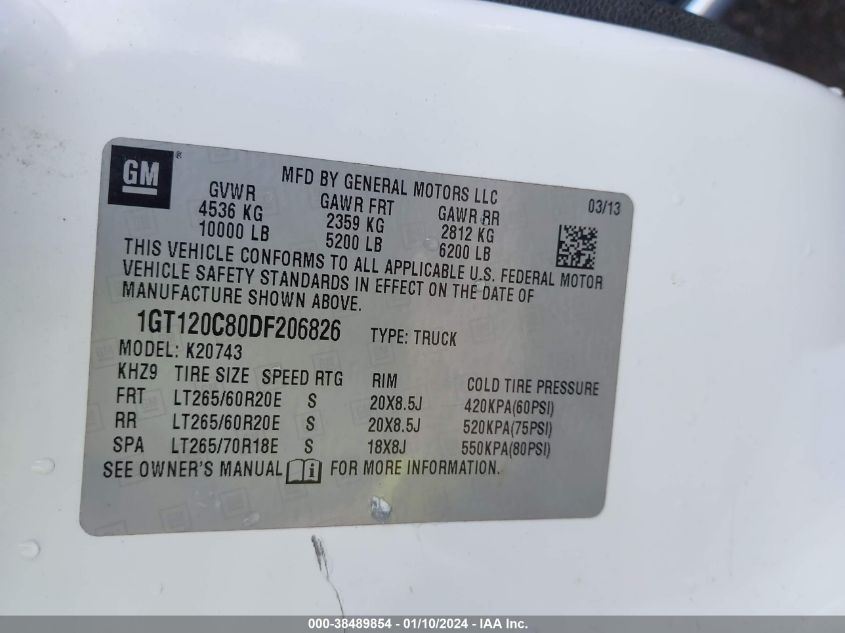 GM®
MFD BY GENERAL MOTORS LLC
03/13
GVWR GAWR FRT GAWR RR
4536 KG 2359 KG 2812 KG
10000 LB 5200 LB 6200 LB
THIS VEHICLE CONFORMS TO ALL APPLICABLE U.S. FEDERAL MOTOR
VEHICLE SAFETY STANDARDS IN EFFECT ON THE DATE OF
MANUFACTURE SHOWN ABOVE.
1GT120C80DF206826 TYPE: TRUCK
MODEL: K20743
KHZ9 TIRE SIZE SPEED RTG RIM COLD TIRE PRESSURE
FRT LT265/60R20E S 20X8.5J 420KPA(60PSI)
RR LT265/60R20E S 20X8.5J 520KPA(75PSI)
SPA LT265/70R18E S 18X8J 550KPA(80PSI)
SEE OWNER'S MANUAL i FOR MORE INFORMATION.
000-38489854 - 01/10/2024 - IAA Inc.